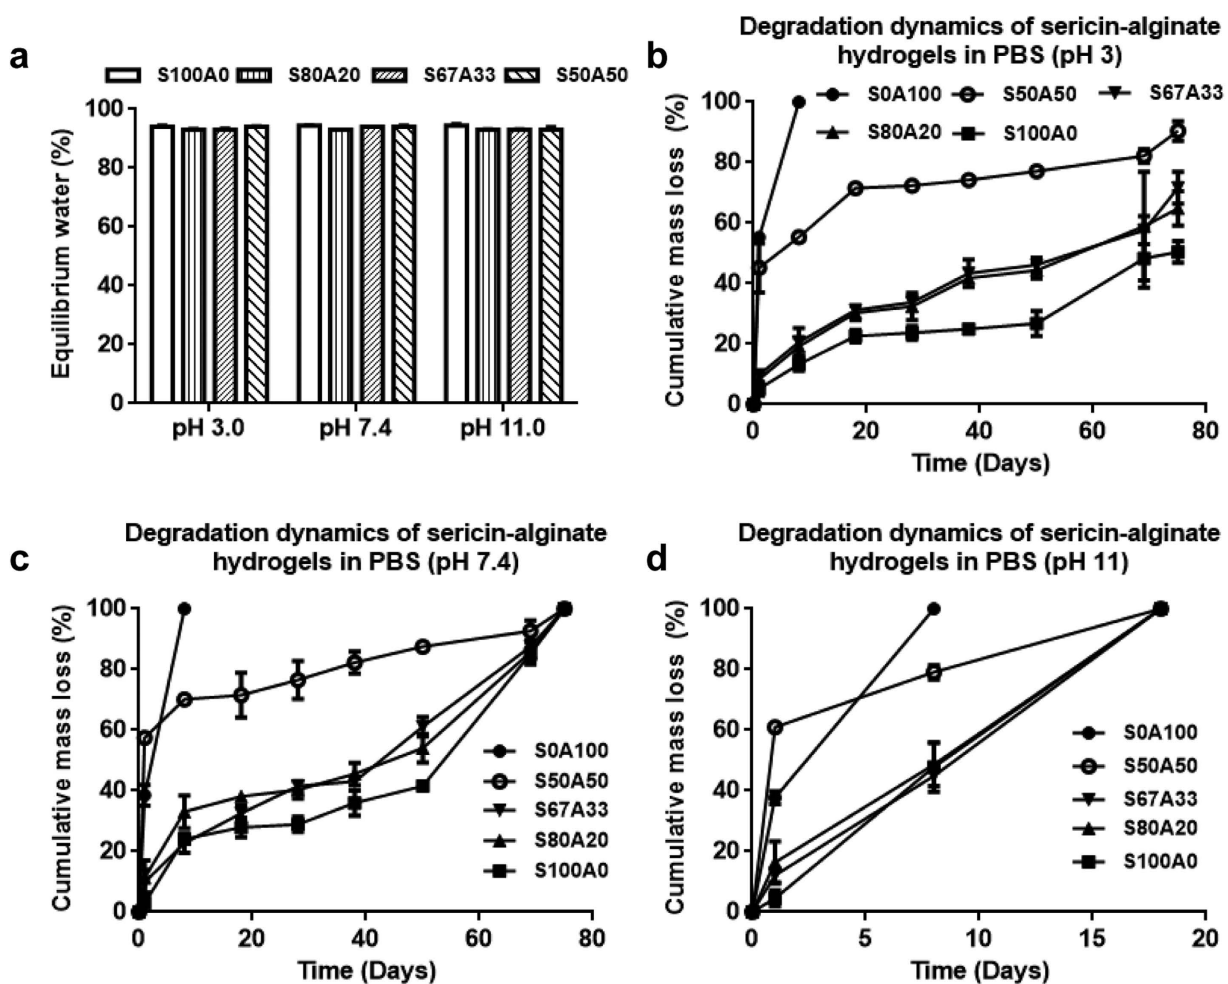 a
S100A0 S80A20 S67A33 S50A50
Equilibrium water (%)
100
80
60
40
20
0
pH 3.0 pH 7.4 pH 11.0
b
Degradation dynamics of sericin-alginate
hydrogels in PBS (pH 3)
S0A100 S50A50 S67A33
S80A20 S100A0
Cumulative mass loss (%)
100
80
60
40
20
0
0 20 40 60 80
Time (Days)
c
Degradation dynamics of sericin-alginate
hydrogels in PBS (pH 7.4)
Cumulative mass loss (%)
100
80
60
40
20
0
S0A100
S50A50
S67A33
S80A20
S100A0
0 20 40 60 80
Time (Days)
d
Degradation dynamics of sericin-alginate
hydrogels in PBS (pH 11)
Cumulative mass loss (%)
100
80
60
40
20
0
S0A100
S50A50
S67A33
S80A20
S100A0
0 5 10 15 20
Time (Days)